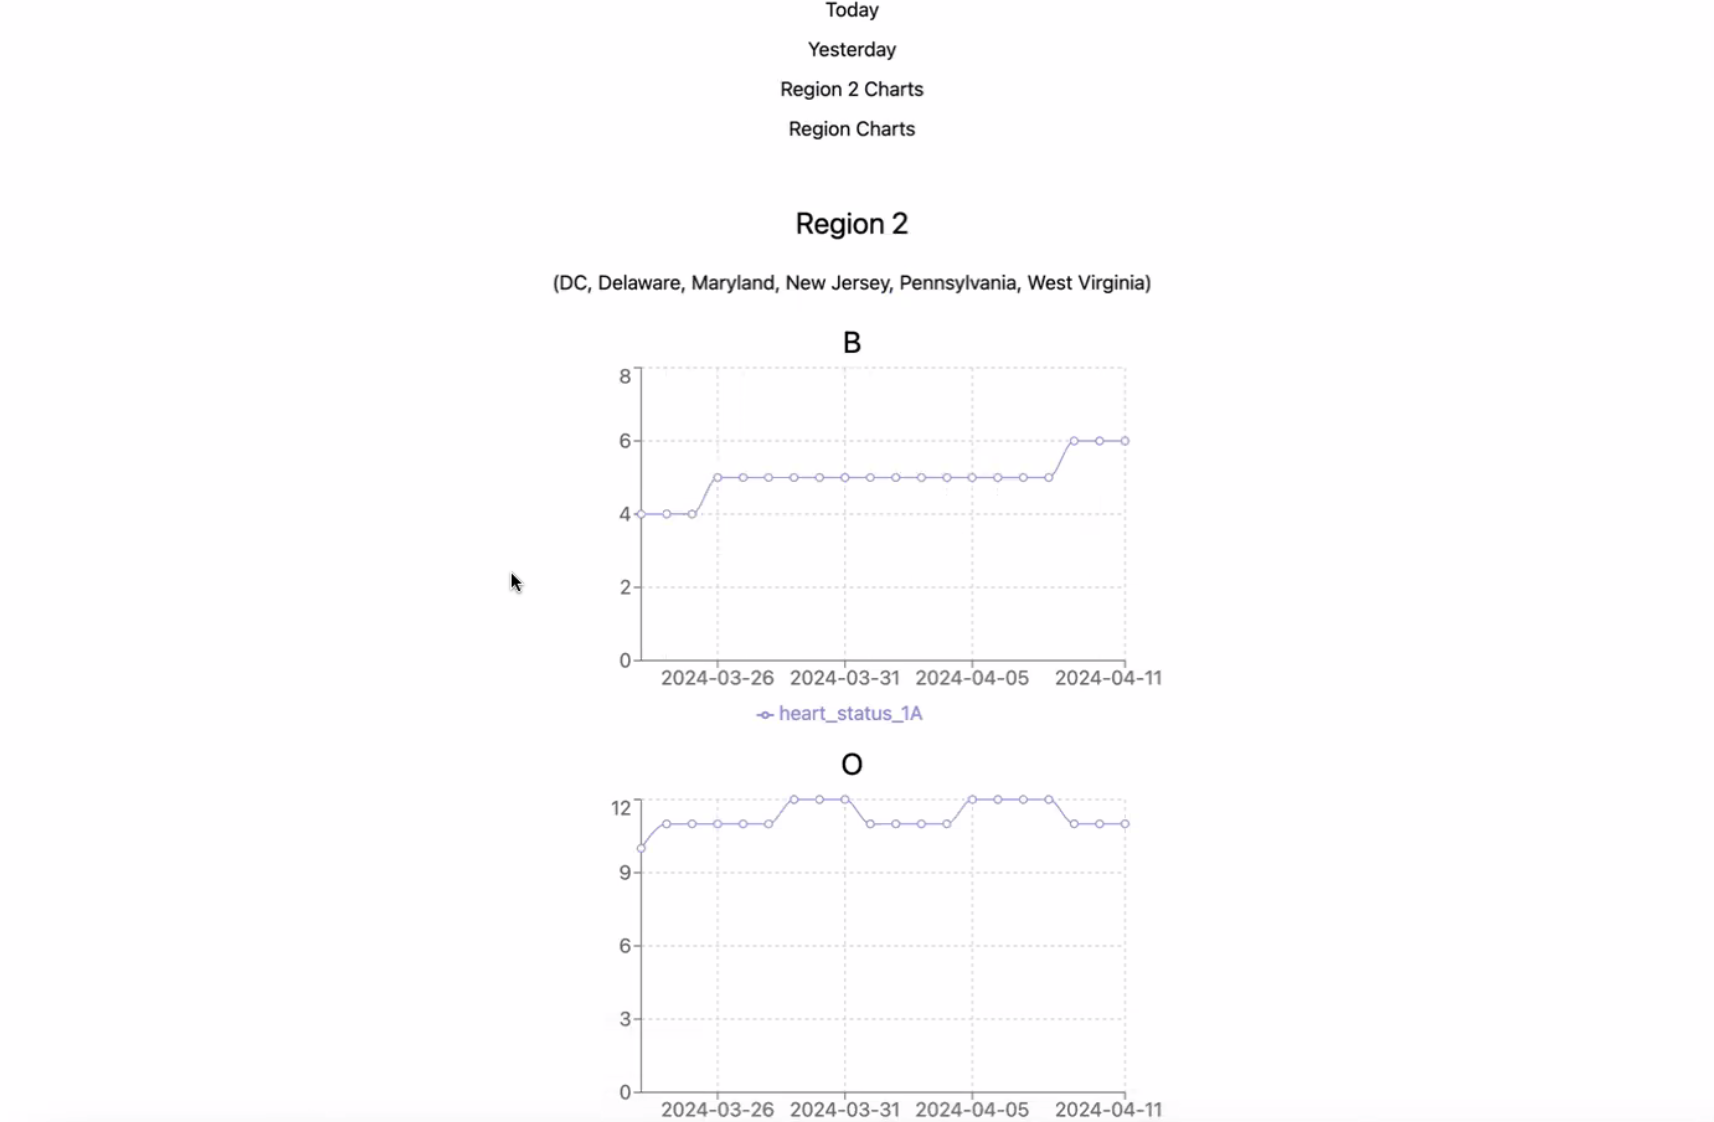 Today
Yesterday
Region 2 Charts
Region Charts
Region 2
(DC, Delaware, Maryland, New Jersey, Pennsylvania, West Virginia)
B
8
6
4
2
0
2024-03-26 2024-03-31 2024-04-05 2024-04-11
heart_status_1A
O
12
9
6
3
0
2024-03-26 2024-03-31 2024-04-05 2024-04-11